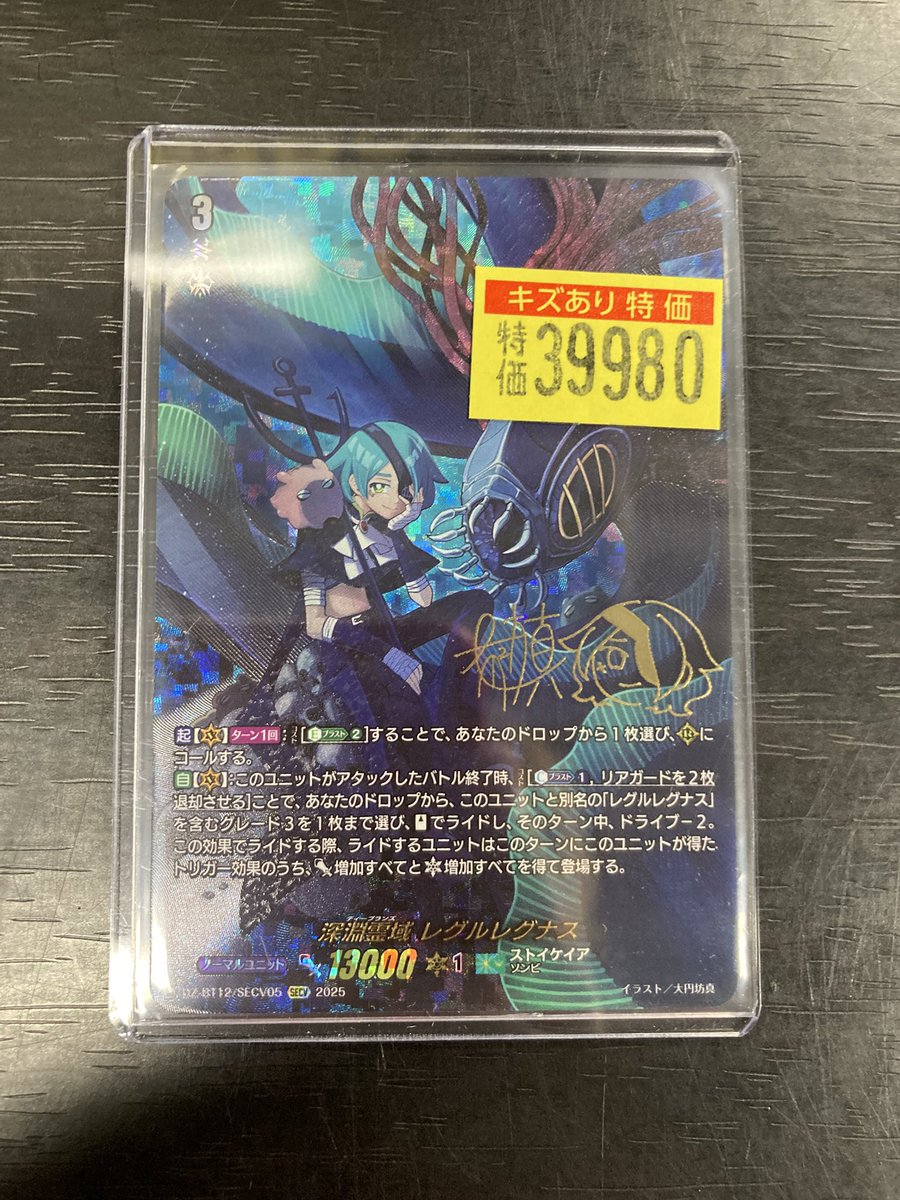 3
キズあり 特価
特価 39980
起【】ターン1回 コスト[ブラスト 2]することで、あなたのドロップから1枚選び、に
コールする。
自【】:このユニットがアタックしたバトル終了時、コスト[ブラスト 1, リアガードを2枚
退却させる]ことで、あなたのドロップから、このユニットと別名の「レグルレグナス」
を含むグレード3を1枚まで選び、でライドし、そのターン中、ドライブ－2。
この効果でライドする際、ライドするユニットはこのターンにこのユニットが得た
トリガー効果のうち、増加すべてと増加すべてを得て登場する。
ディープランズ
深淵霊域 レグルレグナス
ノーマルユニット 13000 1 ストイケイア
ゾンビ
DZ-BT12/SECV05 SECV 2025 イラスト／大円坊真